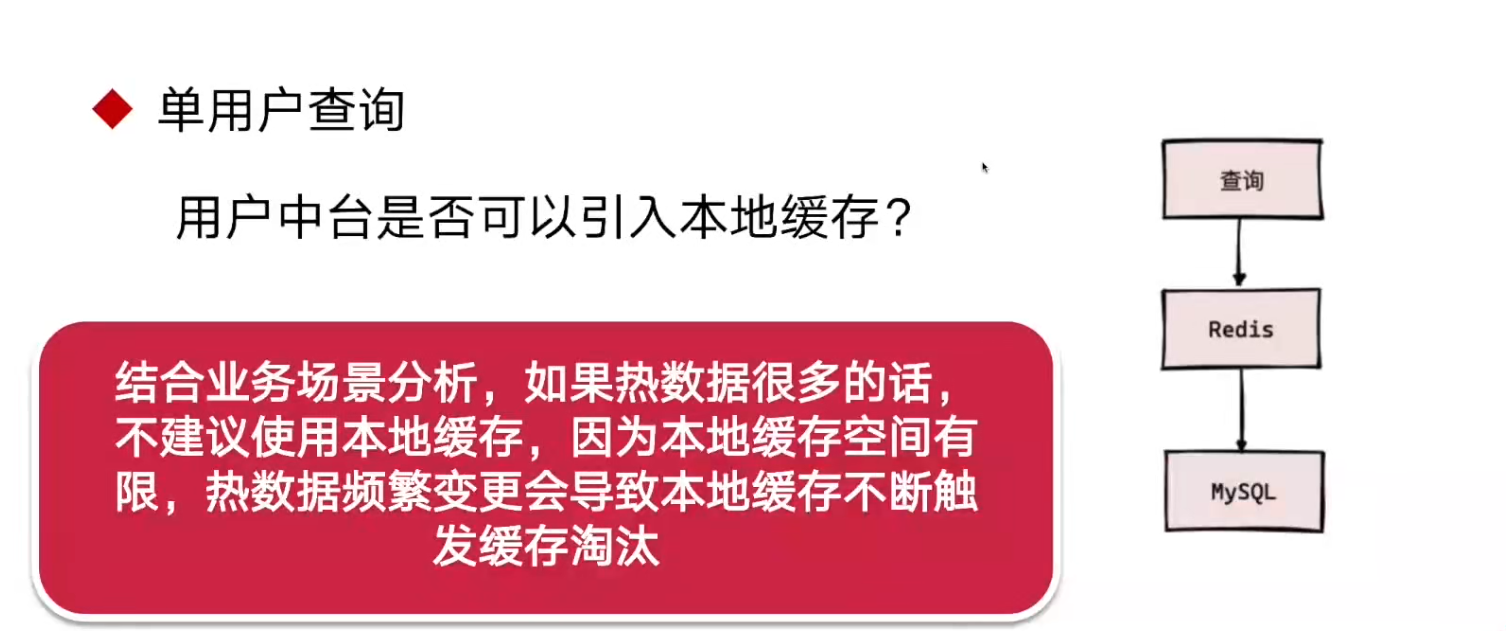 单用户查询
用户中台是否可以引入本地缓存？
结合业务场景分析，如果热数据很多的话，
不建议使用本地缓存，因为本地缓存空间有
限，热数据频繁变更会导致本地缓存不断触
发缓存淘汰
查询
Redis
MySQL